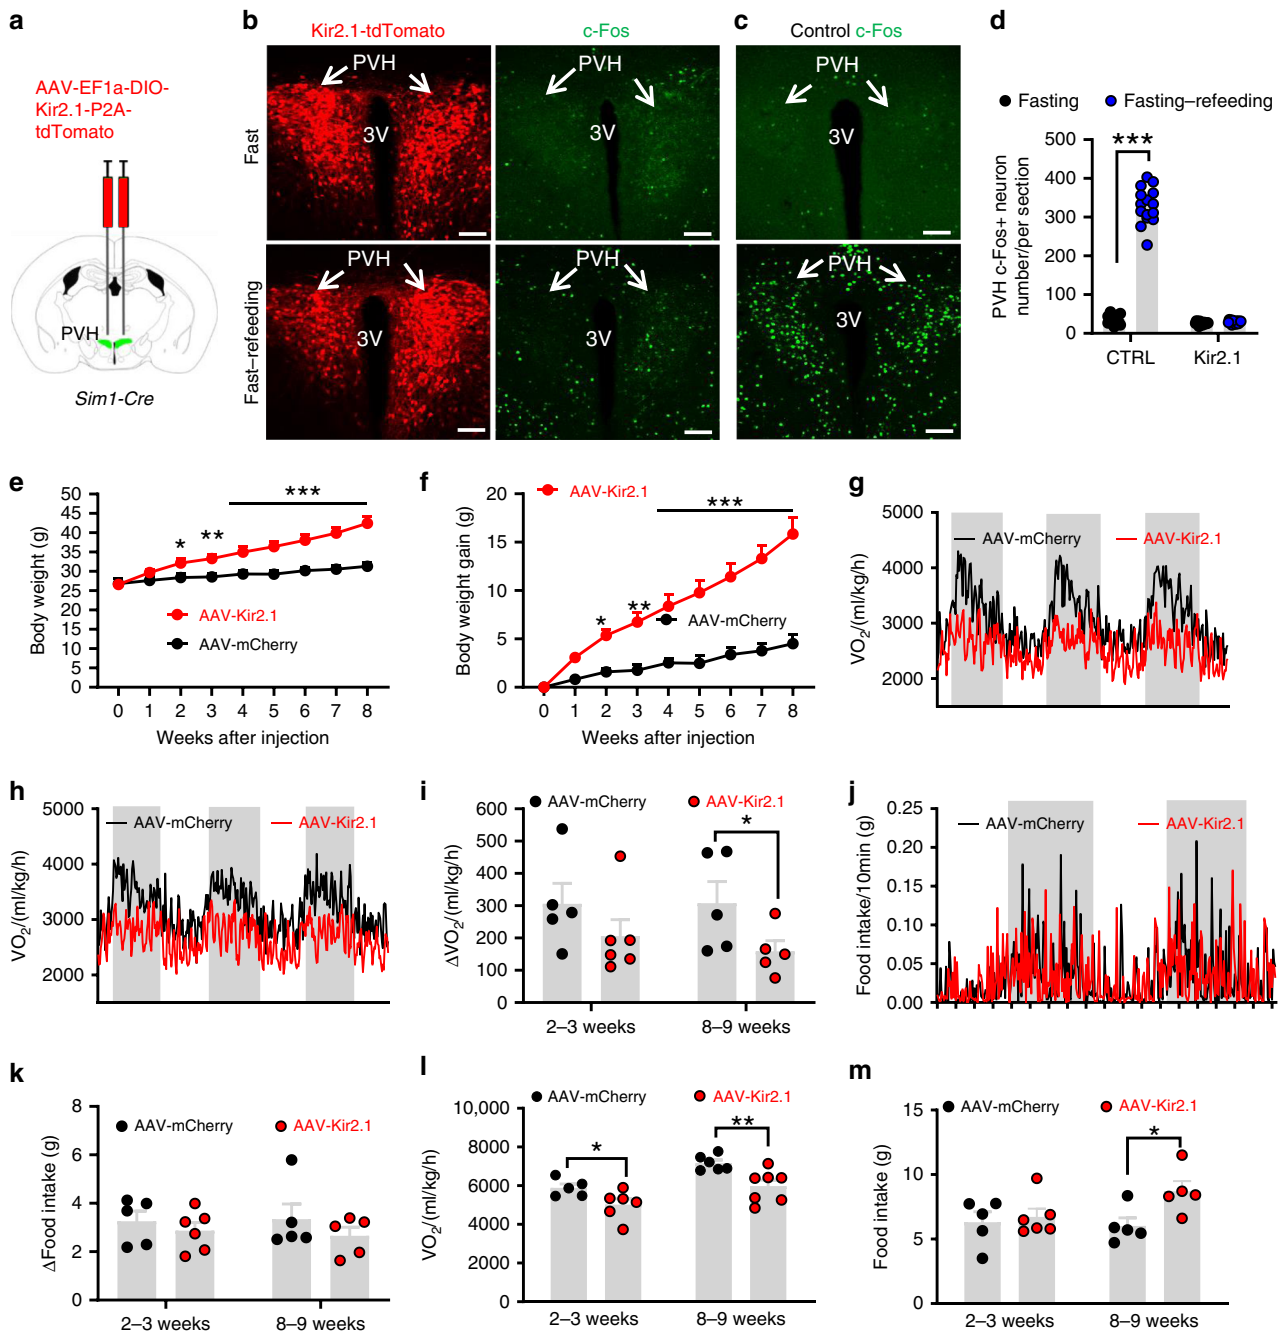 a
AAV-EF1a-DIO-
Kir2.1-P2A-
tdTomato
PVH
Sim1-Cre
b
Kir2.1-tdTomato
c-Fos
Fast
PVH
3V
PVH
3V
Fast–refeeding
PVH
3V
PVH
3V
c
Control c-Fos
PVH
3V
PVH
3V
d
Fasting
Fasting–refeeding
PVH c-Fos+ neuron
number/per section
500
400
300
200
100
0
***
CTRL
Kir2.1
e
Body weight (g)
50
45
40
35
30
25
20
15
10
5
0
*
**
***
AAV-Kir2.1
AAV-mCherry
0 1 2 3 4 5 6 7 8
Weeks after injection
f
Body weight gain (g)
20
15
10
5
0
AAV-Kir2.1
*
**
***
AAV-mCherry
0 1 2 3 4 5 6 7 8
Weeks after injection
g
VO2/(ml/kg/h)
5000
4000
3000
2000
AAV-mCherry
AAV-Kir2.1
h
VO2/(ml/kg/h)
5000
4000
3000
2000
AAV-mCherry
AAV-Kir2.1
i
ΔVO2/(ml/kg/h)
600
500
400
300
200
100
0
AAV-mCherry
AAV-Kir2.1
*
2–3 weeks
8–9 weeks
j
Food intake/10min (g)
0.25
0.20
0.15
0.10
0.05
0.00
AAV-mCherry
AAV-Kir2.1
k
ΔFood intake (g)
8
6
4
2
0
AAV-mCherry
AAV-Kir2.1
2–3 weeks
8–9 weeks
l
VO2/(ml/kg/h)
10,000
8000
6000
4000
2000
0
AAV-mCherry
AAV-Kir2.1
*
**
2–3 weeks
8–9 weeks
m
Food intake (g)
15
10
5
0
AAV-mCherry
AAV-Kir2.1
*
2–3 weeks
8–9 weeks